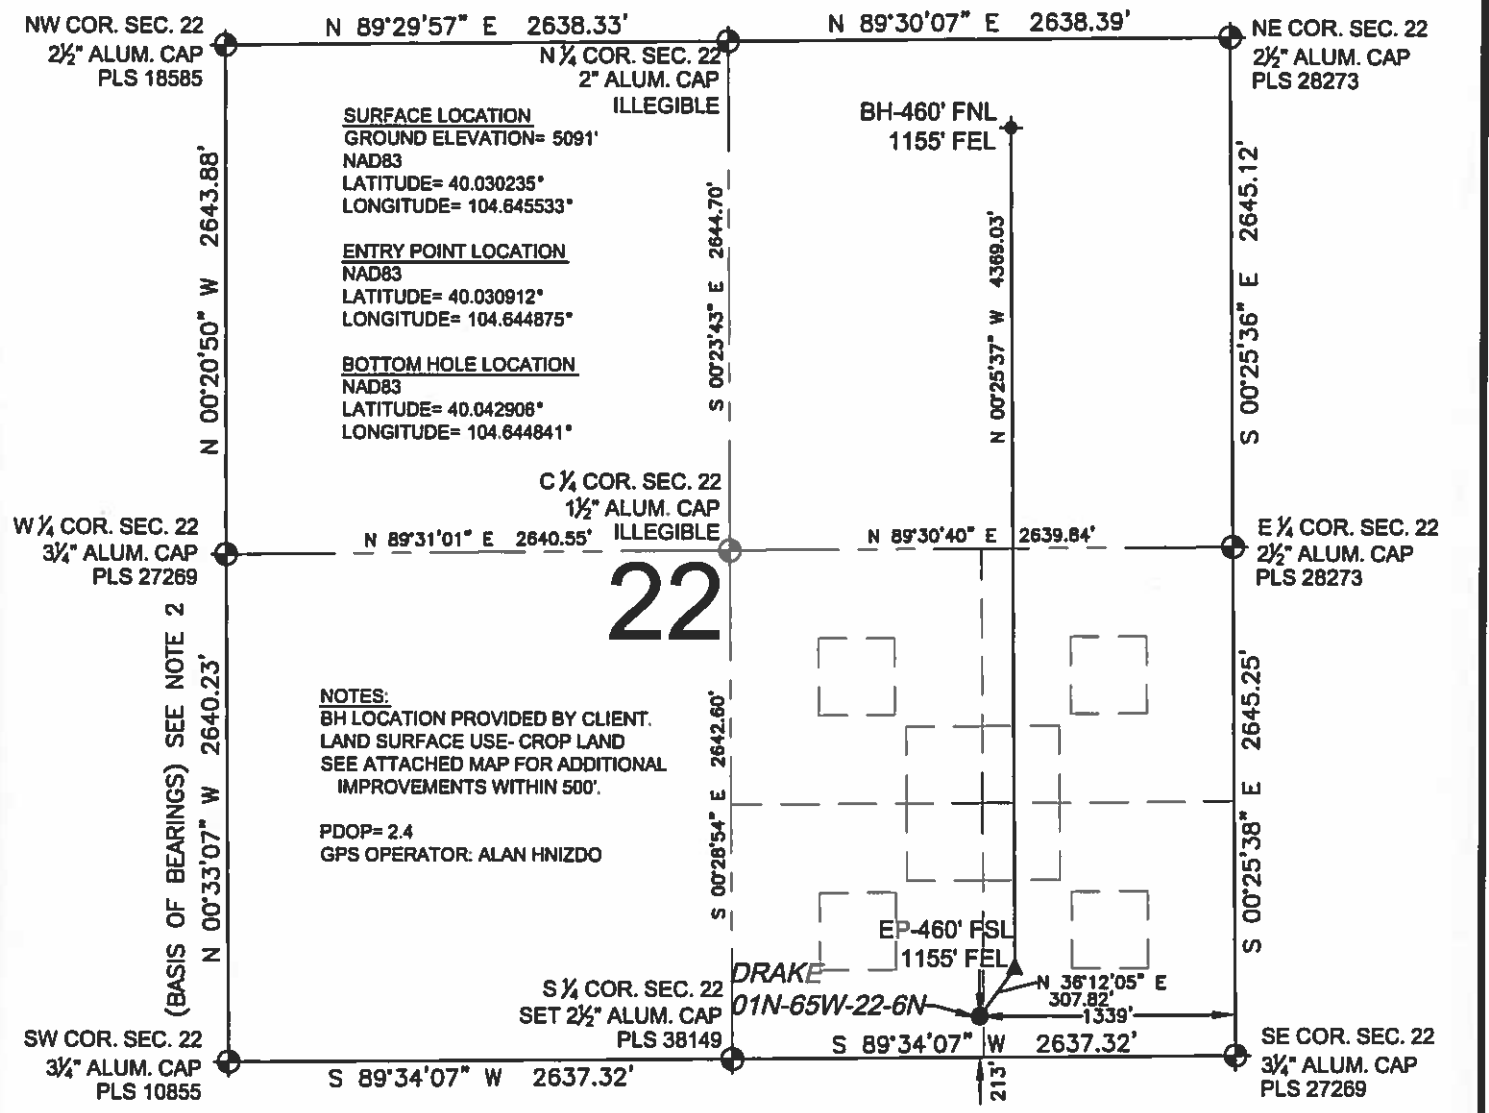 NW COR. SEC. 22
2½" ALUM. CAP
PLS 18585
N 89°29'57" E 2638.33'
N ¼ COR. SEC. 22
2" ALUM. CAP
ILLEGIBLE
N 89°30'07" E 2638.39'
NE COR. SEC. 22
2½" ALUM. CAP
PLS 28273
SURFACE LOCATION
GROUND ELEVATION= 5091'
NAD83
LATITUDE= 40.030235°
LONGITUDE= 104.645533°
ENTRY POINT LOCATION
NAD83
LATITUDE= 40.030912°
LONGITUDE= 104.644875°
BOTTOM HOLE LOCATION
NAD83
LATITUDE= 40.042906°
LONGITUDE= 104.644841°
BH-460' FNL
1155' FEL
N 00°20'50" W 2643.88'
S 00°23'43" E 2644.70'
N 00°25'37" W 4369.03'
S 00°25'36" E 2645.12'
C ¼ COR. SEC. 22
1½" ALUM. CAP
ILLEGIBLE
W ¼ COR. SEC. 22
3¼" ALUM. CAP
PLS 27269
N 89°31'01" E 2640.55'
N 89°30'40" E 2639.84'
E ¼ COR. SEC. 22
2½" ALUM. CAP
PLS 28273
22
(BASIS OF BEARINGS) SEE NOTE 2
N 00°33'07" W 2640.23'
NOTES:
BH LOCATION PROVIDED BY CLIENT.
LAND SURFACE USE- CROP LAND
SEE ATTACHED MAP FOR ADDITIONAL
IMPROVEMENTS WITHIN 500'.
PDOP= 2.4
GPS OPERATOR: ALAN HNIZDO
S 00°28'54" E 2642.60'
S 00°25'38" E 2645.25'
EP-460' FSL
1155' FEL
DRAKE
01N-65W-22-6N
N 36°12'05" E
307.82'
1339'
S ¼ COR. SEC. 22
SET 2½" ALUM. CAP
PLS 38149
SW COR. SEC. 22
3¼" ALUM. CAP
PLS 10855
S 89°34'07" W 2637.32'
S 89°34'07" W 2637.32'
213'
SE COR. SEC. 22
3¼" ALUM. CAP
PLS 27269